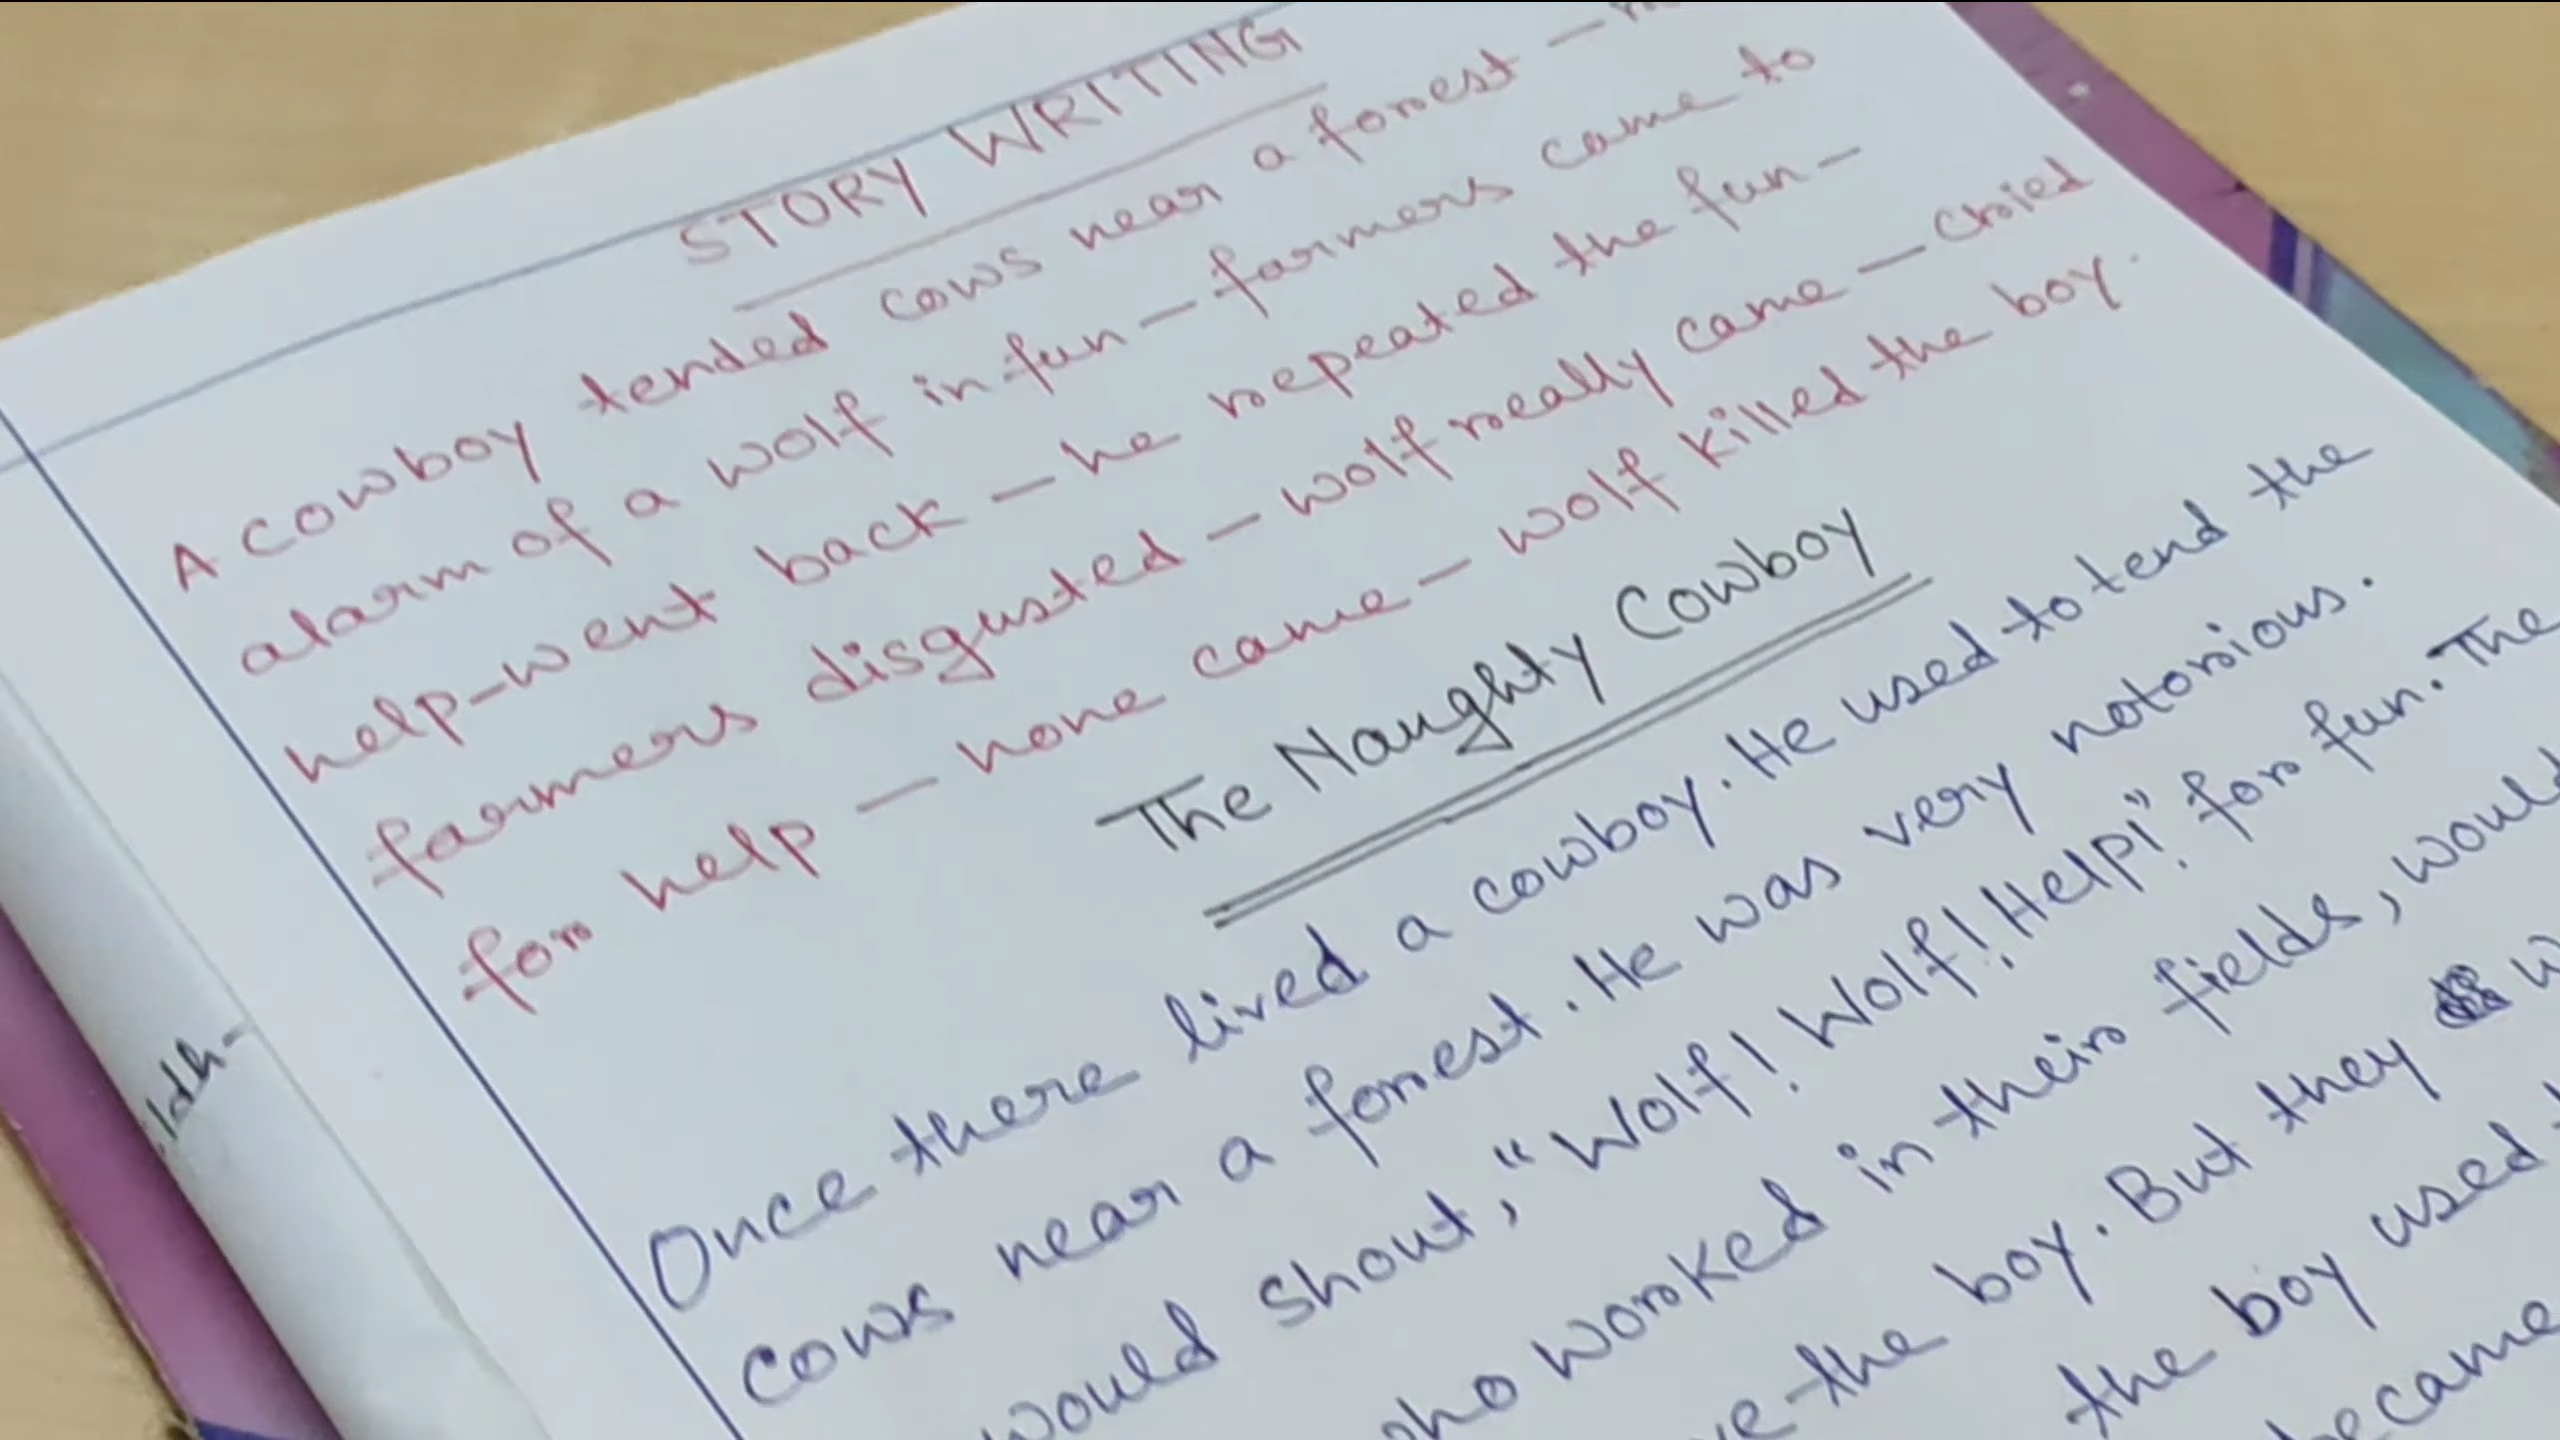 STORY WRITING
A cowboy tended cows near a forest —
alarm of a wolf in fun — farmers came to
help - went back — he repeated the fun —
farmers disgusted — wolf really came — cried
for help — none came — wolf killed the boy.
The Naughty Cowboy
Once there lived a cowboy. He used to tend the
cows near a forest. He was very notorious.
would shout, "Wolf! Wolf! Help!" for fun. The
worked in their fields, would
the boy. But they
the boy used
became